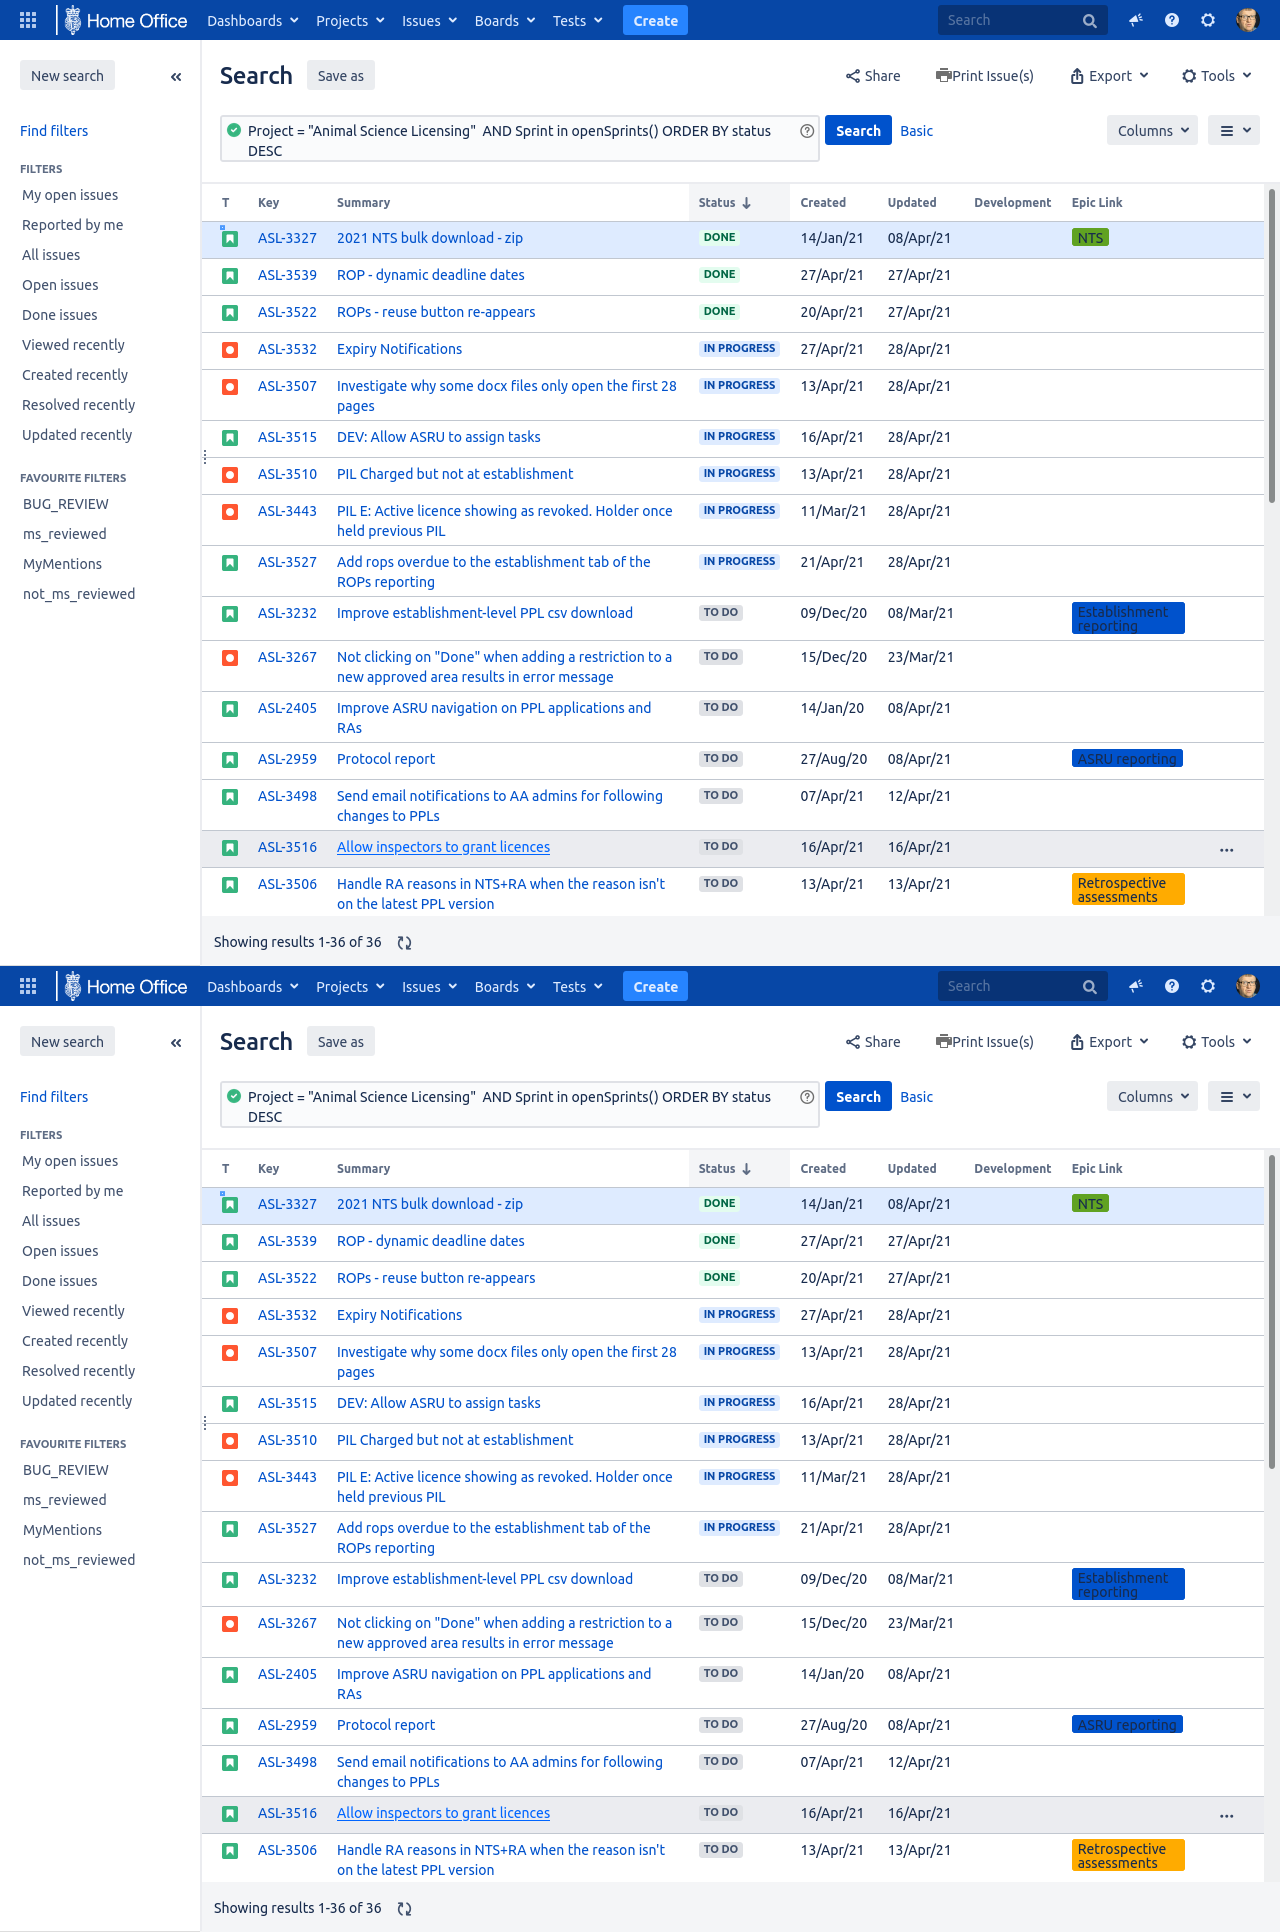 Home Office Dashboards Projects Issues Boards Tests Create Search
New search Search Save as Share Print Issue(s) Export Tools
Find filters Project = "Animal Science Licensing" AND Sprint in openSprints() ORDER BY status Search Basic Columns
DESC
FILTERS
My open issues
Reported by me
All issues
Open issues
Done issues
Viewed recently
Created recently
Resolved recently
Updated recently
FAVOURITE FILTERS
BUG_REVIEW
ms_reviewed
MyMentions
not_ms_reviewed
T Key Summary Status Created Updated Development Epic Link
ASL-3327 2021 NTS bulk download - zip DONE 14/Jan/21 08/Apr/21 NTS
ASL-3539 ROP - dynamic deadline dates DONE 27/Apr/21 27/Apr/21
ASL-3522 ROPs - reuse button re-appears DONE 20/Apr/21 27/Apr/21
ASL-3532 Expiry Notifications IN PROGRESS 27/Apr/21 28/Apr/21
ASL-3507 Investigate why some docx files only open the first 28 IN PROGRESS 13/Apr/21 28/Apr/21
pages
ASL-3515 DEV: Allow ASRU to assign tasks IN PROGRESS 16/Apr/21 28/Apr/21
ASL-3510 PIL Charged but not at establishment IN PROGRESS 13/Apr/21 28/Apr/21
ASL-3443 PIL E: Active licence showing as revoked. Holder once IN PROGRESS 11/Mar/21 28/Apr/21
held previous PIL
ASL-3527 Add rops overdue to the establishment tab of the IN PROGRESS 21/Apr/21 28/Apr/21
ROPs reporting
ASL-3232 Improve establishment-level PPL csv download TO DO 09/Dec/20 08/Mar/21 Establishment
reporting
ASL-3267 Not clicking on "Done" when adding a restriction to a TO DO 15/Dec/20 23/Mar/21
new approved area results in error message
ASL-2405 Improve ASRU navigation on PPL applications and TO DO 14/Jan/20 08/Apr/21
RAs
ASL-2959 Protocol report TO DO 27/Aug/20 08/Apr/21 ASRU reporting
ASL-3498 Send email notifications to AA admins for following TO DO 07/Apr/21 12/Apr/21
changes to PPLs
ASL-3516 Allow inspectors to grant licences TO DO 16/Apr/21 16/Apr/21
ASL-3506 Handle RA reasons in NTS+RA when the reason isn't TO DO 13/Apr/21 13/Apr/21 Retrospective
on the latest PPL version assessments
Showing results 1-36 of 36
Home Office Dashboards Projects Issues Boards Tests Create Search
New search Search Save as Share Print Issue(s) Export Tools
Find filters Project = "Animal Science Licensing" AND Sprint in openSprints() ORDER BY status Search Basic Columns
DESC
FILTERS
My open issues
Reported by me
All issues
Open issues
Done issues
Viewed recently
Created recently
Resolved recently
Updated recently
FAVOURITE FILTERS
BUG_REVIEW
ms_reviewed
MyMentions
not_ms_reviewed
T Key Summary Status Created Updated Development Epic Link
ASL-3327 2021 NTS bulk download - zip DONE 14/Jan/21 08/Apr/21 NTS
ASL-3539 ROP - dynamic deadline dates DONE 27/Apr/21 27/Apr/21
ASL-3522 ROPs - reuse button re-appears DONE 20/Apr/21 27/Apr/21
ASL-3532 Expiry Notifications IN PROGRESS 27/Apr/21 28/Apr/21
ASL-3507 Investigate why some docx files only open the first 28 IN PROGRESS 13/Apr/21 28/Apr/21
pages
ASL-3515 DEV: Allow ASRU to assign tasks IN PROGRESS 16/Apr/21 28/Apr/21
ASL-3510 PIL Charged but not at establishment IN PROGRESS 13/Apr/21 28/Apr/21
ASL-3443 PIL E: Active licence showing as revoked. Holder once IN PROGRESS 11/Mar/21 28/Apr/21
held previous PIL
ASL-3527 Add rops overdue to the establishment tab of the IN PROGRESS 21/Apr/21 28/Apr/21
ROPs reporting
ASL-3232 Improve establishment-level PPL csv download TO DO 09/Dec/20 08/Mar/21 Establishment
reporting
ASL-3267 Not clicking on "Done" when adding a restriction to a TO DO 15/Dec/20 23/Mar/21
new approved area results in error message
ASL-2405 Improve ASRU navigation on PPL applications and TO DO 14/Jan/20 08/Apr/21
RAs
ASL-2959 Protocol report TO DO 27/Aug/20 08/Apr/21 ASRU reporting
ASL-3498 Send email notifications to AA admins for following TO DO 07/Apr/21 12/Apr/21
changes to PPLs
ASL-3516 Allow inspectors to grant licences TO DO 16/Apr/21 16/Apr/21
ASL-3506 Handle RA reasons in NTS+RA when the reason isn't TO DO 13/Apr/21 13/Apr/21 Retrospective
on the latest PPL version assessments
Showing results 1-36 of 36